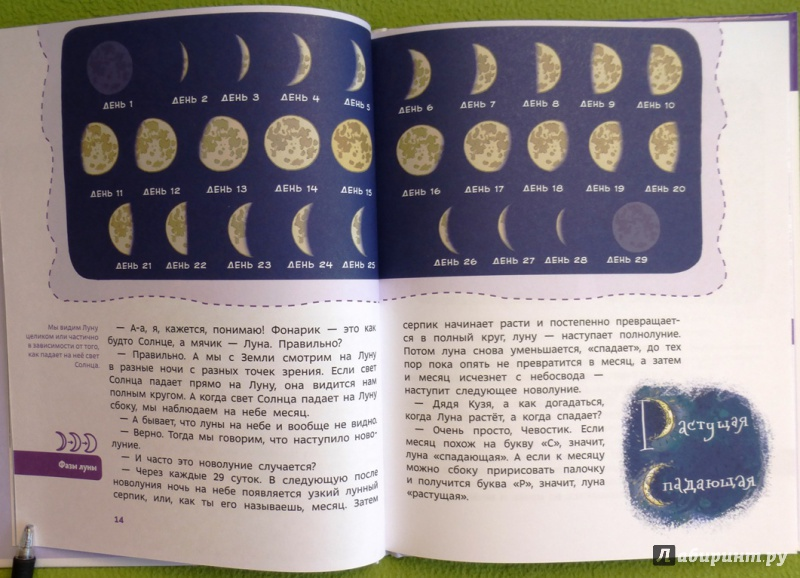 ДЕНЬ 1 ДЕНЬ 2 ДЕНЬ 3 ДЕНЬ 4 ДЕНЬ 5
ДЕНЬ 11 ДЕНЬ 12 ДЕНЬ 13 ДЕНЬ 14 ДЕНЬ 15
ДЕНЬ 21 ДЕНЬ 22 ДЕНЬ 23 ДЕНЬ 24 ДЕНЬ 25
Мы видим Луну
целиком или частично
в зависимости от того,
как падает на неё свет
Солнца.
— А-а, я, кажется, понимаю! Фонарик — это как
будто Солнце, а мячик — Луна. Правильно?
— Правильно. А мы с Земли смотрим на Луну
в разные ночи с разных точек зрения. Если свет
Солнца падает прямо на Луну, она видится нам
полным кругом. А когда свет Солнца падает на Луну
сбоку, мы наблюдаем на небе месяц.
— А бывает, что луны на небе и вообще не видно.
— Верно. Тогда мы говорим, что наступило ново-
луние.
— И часто это новолуние случается?
— Через каждые 29 суток. В следующую после
новолуния ночь на небе появляется узкий лунный
серпик, или, как ты его называешь, месяц. Затем
Фазы луны
14
ДЕНЬ 6 ДЕНЬ 7 ДЕНЬ 8 ДЕНЬ 9 ДЕНЬ 10
ДЕНЬ 16 ДЕНЬ 17 ДЕНЬ 18 ДЕНЬ 19 ДЕНЬ 20
ДЕНЬ 26 ДЕНЬ 27 ДЕНЬ 28 ДЕНЬ 29
серпик начинает расти и постепенно превращает-
ся в полный круг, луну — наступает полнолуние.
Потом луна снова уменьшается, «спадает», до тех
пор пока опять не превратится в месяц, а затем
и месяц исчезнет с небосвода —
наступит следующее новолуние.
— Дядя Кузя, а как догадаться,
когда Луна растёт, а когда спадает?
— Очень просто, Чевостик. Если
месяц похож на букву «С», значит,
луна «спадающая». А если к месяцу
можно сбоку пририсовать палочку
и получится буква «Р», значит, луна
«растущая».
Растущая
Спадающая
Лабиринт.ру